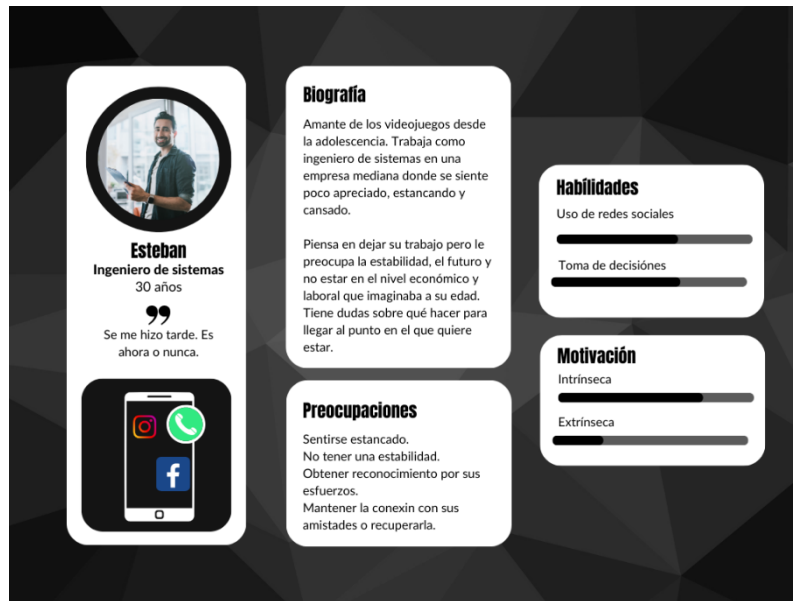 Esteban
Ingeniero de sistemas
30 años
Se me hizo tarde. Es
ahora o nunca.
Biografía
Amante de los videojuegos desde
la adolescencia. Trabaja como
ingeniero de sistemas en una
empresa mediana donde se siente
poco apreciado, estancando y
cansado.
Piensa en dejar su trabajo pero le
preocupa la estabilidad, el futuro y
no estar en el nivel económico y
laboral que imaginaba a su edad.
Tiene dudas sobre qué hacer para
llegar al punto en el que quiere
estar.
Preocupaciones
Sentirse estancado.
No tener una estabilidad.
Obtener reconocimiento por sus
esfuerzos.
Mantener la conexin con sus
amistades o recuperarla.
Habílidades
Uso de redes sociales
Toma de decisiónes
Motivación
Intrínseca
Extrínseca